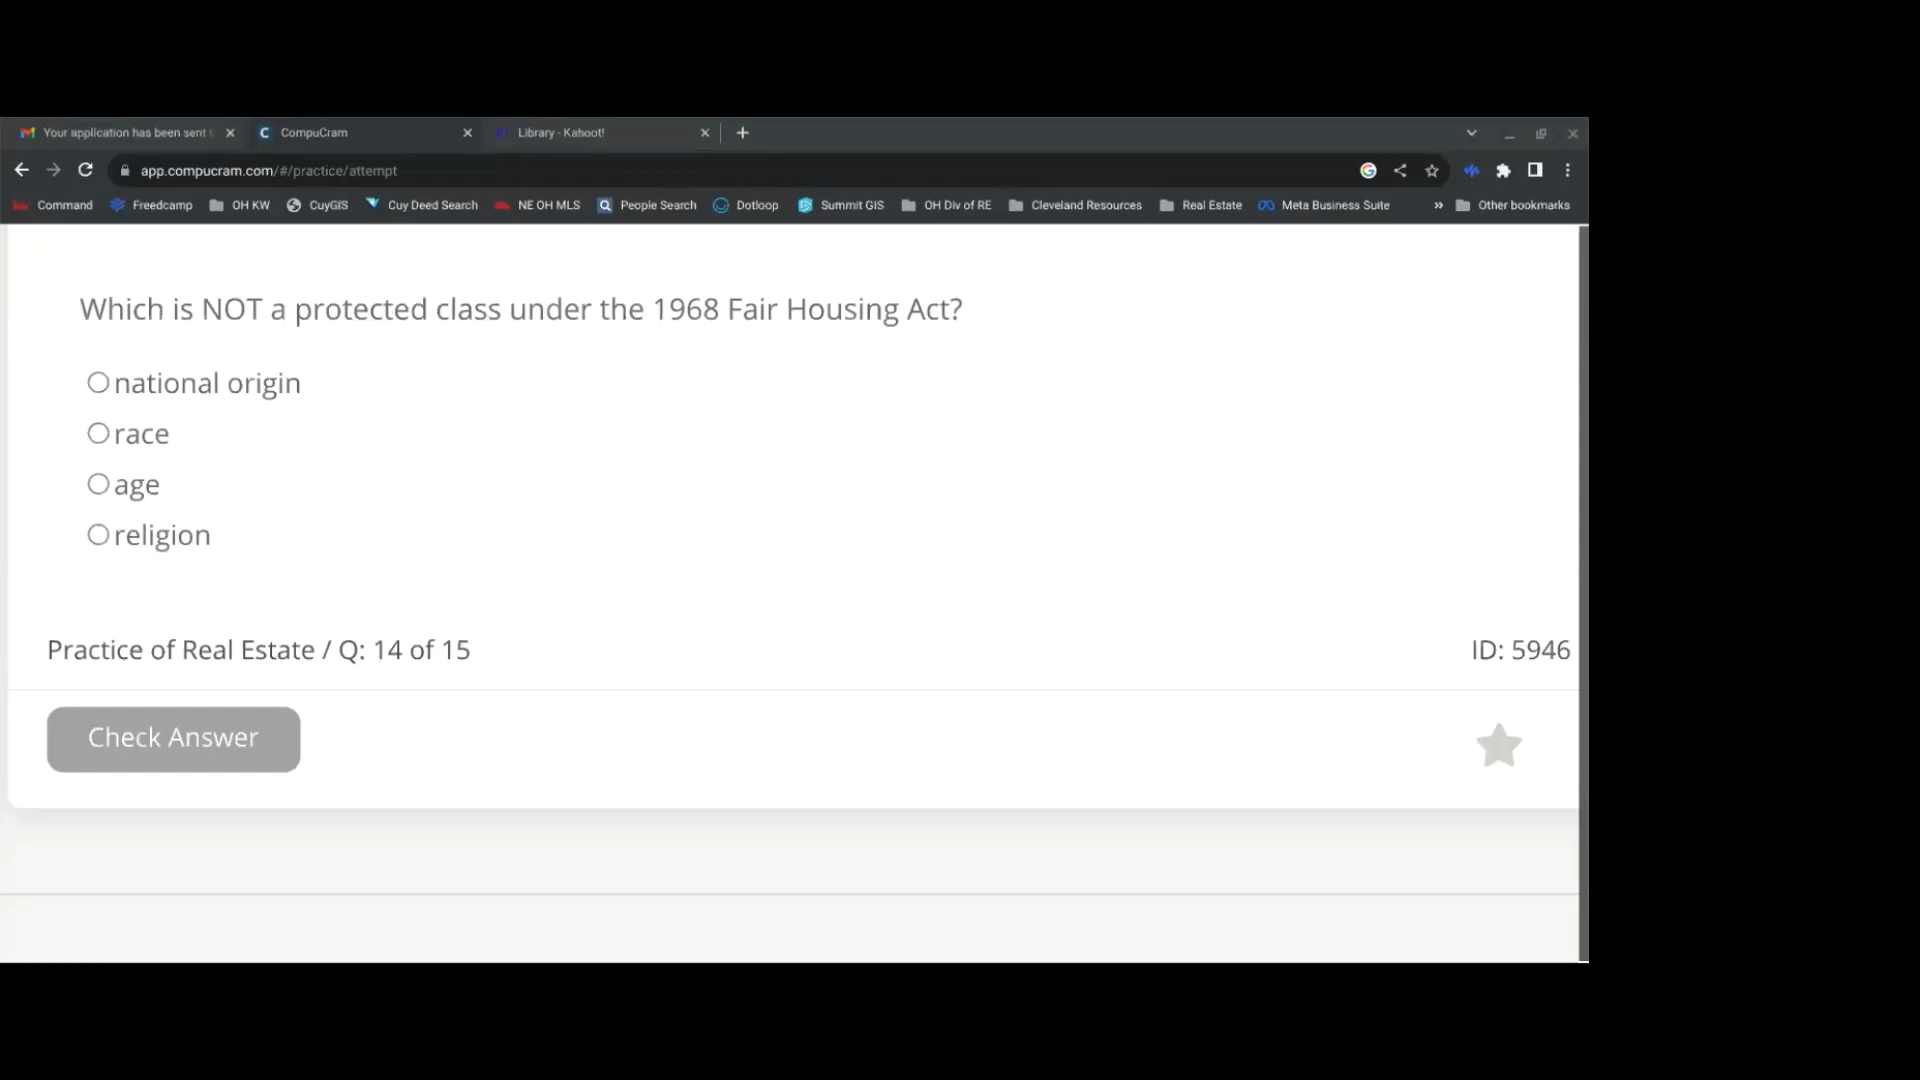 Your application has been sent
CompuCram
Library - Kahoot!
app.compucram.com/#/practice/attempt
Command
Freedcamp
OH KW
CuyGIS
Cuy Deed Search
NE OH MLS
People Search
Dotloop
Summit GIS
OH Div of RE
Cleveland Resources
Real Estate
Meta Business Suite
»
Other bookmarks
Which is NOT a protected class under the 1968 Fair Housing Act?
national origin
race
age
religion
Practice of Real Estate / Q: 14 of 15
ID: 5946
Check Answer